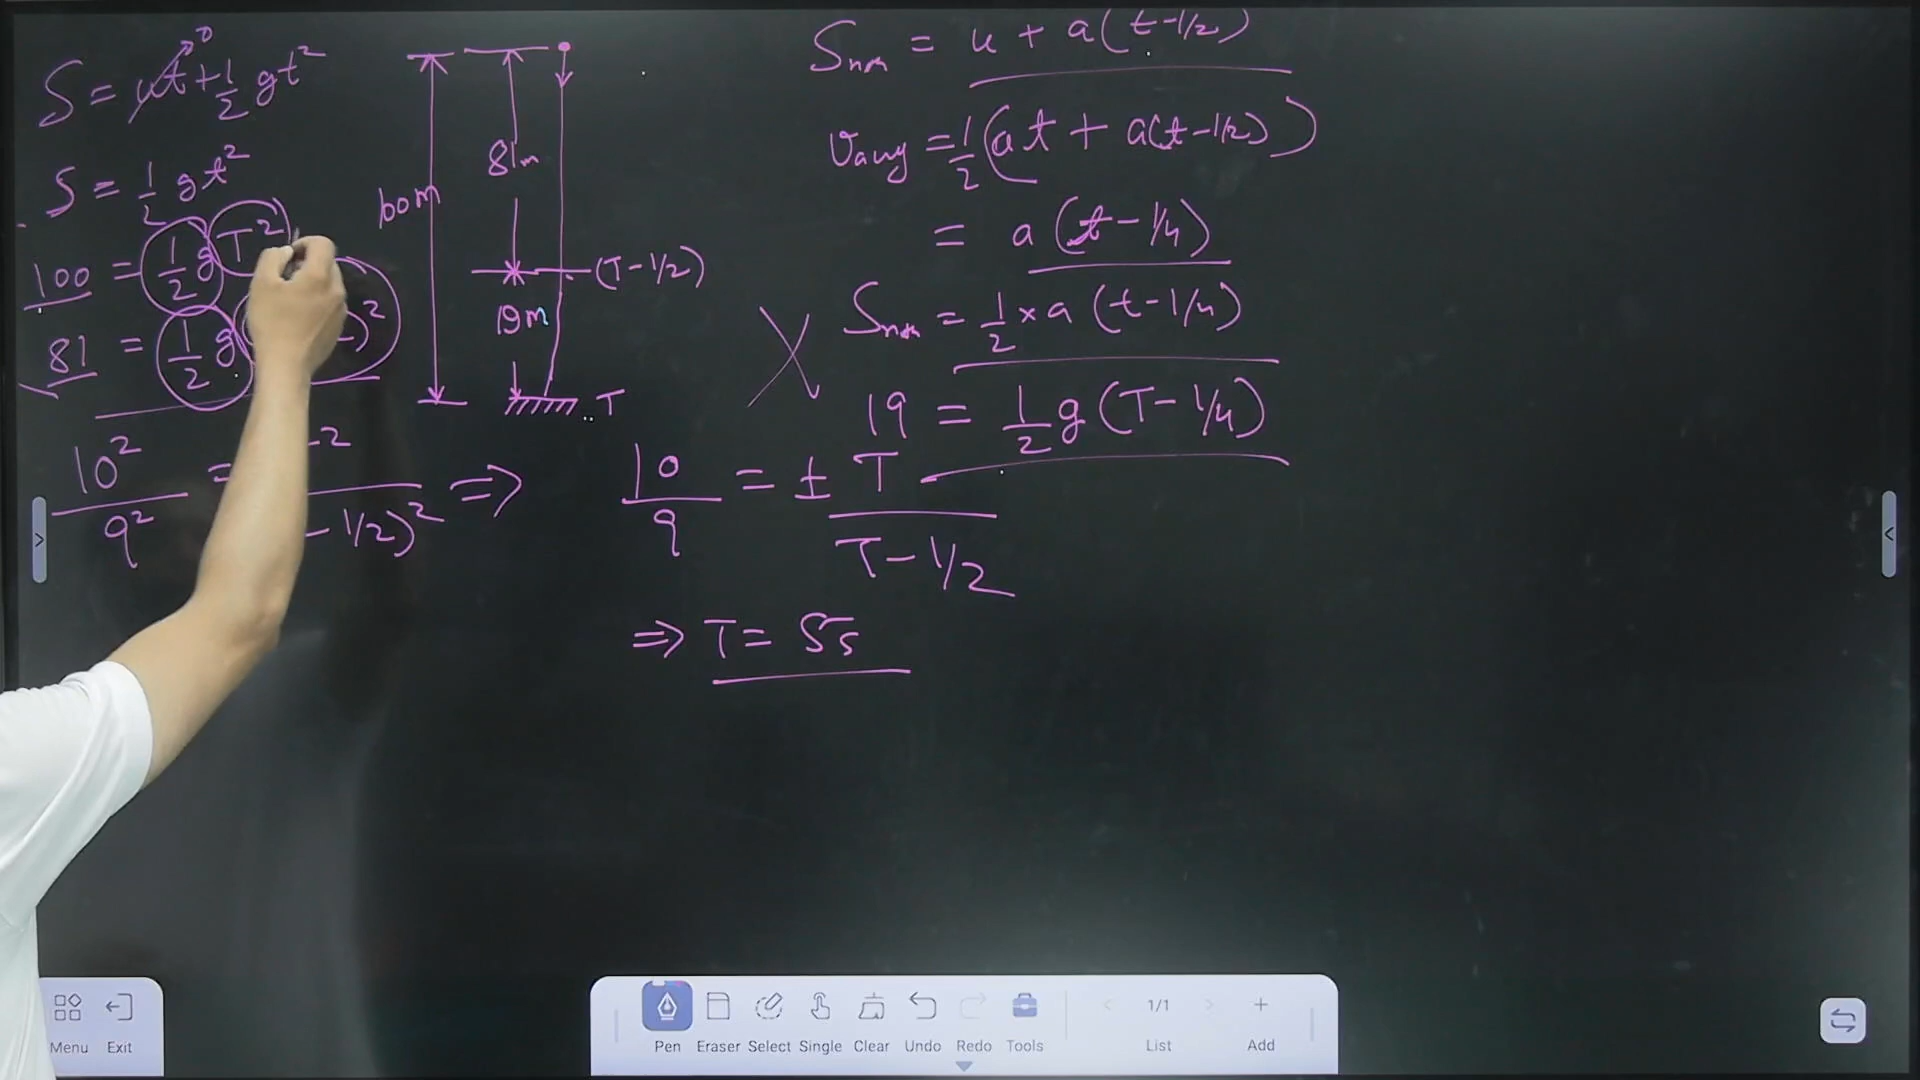 S = ut + 1/2 gt² 0
S = 1/2 gt²
100 = 1/2 g T²
81 = 1/2 g )²
10² / 9² = - 1/2)² ⇒
100m
81m
(T-1/2)
19m
T
Snth = u + a(t-1/2)
Vavg = 1/2 (at + a(t-1/2))
= a(t-1/4)
Snth = 1/2 × a (t-1/4)
19 = 1/2 g (T-1/4)
10/9 = ± T / T-1/2
⇒ T = 5s
Menu Exit
Pen Eraser Select Single Clear Undo Redo Tools
< 1/1 > +
List Add